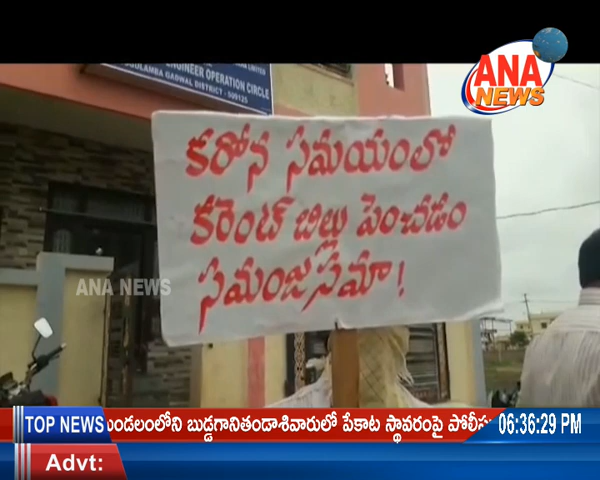 ENGINEER OPERATION CIRCLE
JOGULAMBA GADWAL DISTRICT - 509125
ANA
NEWS
కరోన సమయంలో
కరెంట్ బిల్లు పెంచడం
సమంజసమా!
ANA NEWS
TOP NEWS
మండలంలోని బుడ్డగానితండాశివారులో పేకాట స్థావరంపై పోలీసు
06:36:29 PM
Advt: